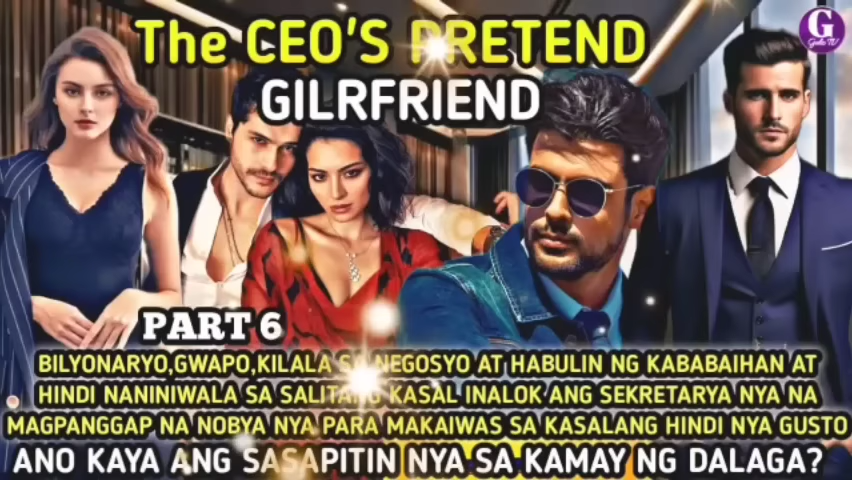 The CEO'S PRETEND
GILRFRIEND
G
Gaelis TV
PART 6
BILYONARYO,GWAPO,KILALA SA NEGOSYO AT HABULIN NG KABABAIHAN AT
HINDI NANINIWALA SA SALITANG KASAL INALOK ANG SEKRETARYA NYA NA
MAGPANGGAP NA NOBYA NYA PARA MAKAIWAS SA KASALANG HINDI NYA GUSTO
ANO KAYA ANG SASAPITIN NYA SA KAMAY NG DALAGA?